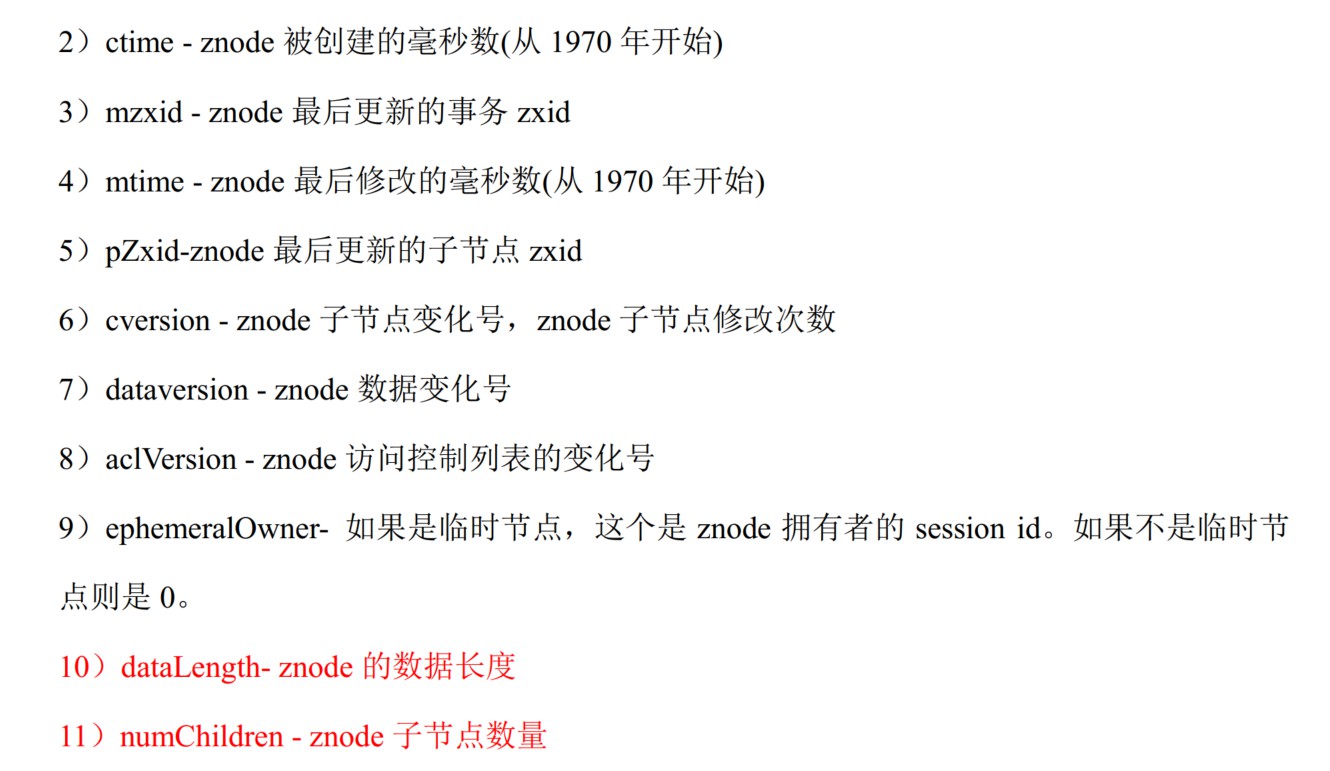 2）ctime - znode 被创建的毫秒数(从 1970 年开始)
3）mzxid - znode 最后更新的事务 zxid
4）mtime - znode 最后修改的毫秒数(从 1970 年开始)
5）pZxid-znode 最后更新的子节点 zxid
6）cversion - znode 子节点变化号，znode 子节点修改次数
7）dataversion - znode 数据变化号
8）aclVersion - znode 访问控制列表的变化号
9）ephemeralOwner- 如果是临时节点，这个是 znode 拥有者的 session id。如果不是临时节
点则是 0。
10）dataLength- znode 的数据长度
11）numChildren - znode 子节点数量